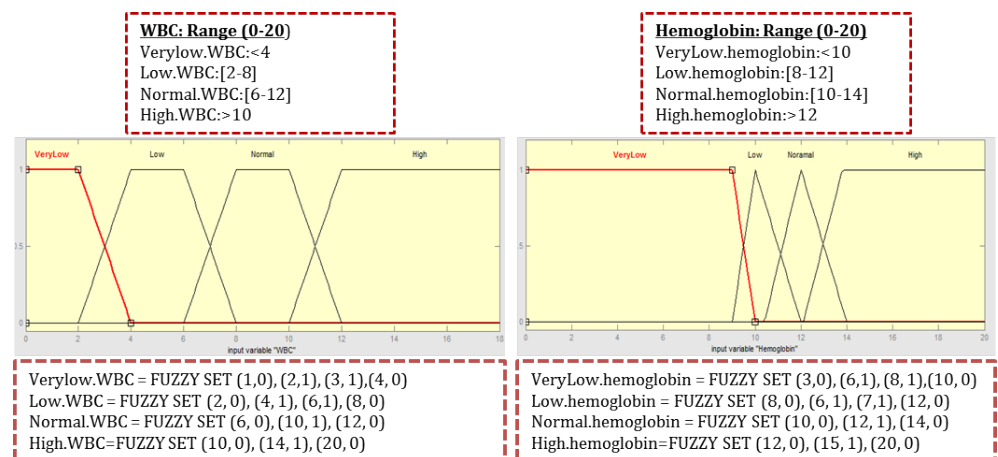 WBC: Range (0-20)
Verylow.WBC:<4
Low.WBC:[2-8]
Normal.WBC:[6-12]
High.WBC:>10
Hemoglobin: Range (0-20)
VeryLow.hemoglobin:<10
Low.hemoglobin:[8-12]
Normal.hemoglobin:[10-14]
High.hemoglobin:>12
VeryLow Low Normal High
1
0.5
0
0 2 4 6 8 10 12 14 16 18
input variable "WBC"
VeryLow Low Noramal High
1
0.5
0
0 2 4 6 8 10 12 14 16 18 20
input variable "Hemoglobin"
Verylow.WBC = FUZZY SET (1,0), (2,1), (3, 1),(4, 0)
Low.WBC = FUZZY SET (2, 0), (4, 1), (6,1), (8, 0)
Normal.WBC = FUZZY SET (6, 0), (10, 1), (12, 0)
High.WBC=FUZZY SET (10, 0), (14, 1), (20, 0)
VeryLow.hemoglobin = FUZZY SET (3,0), (6,1), (8,1),(10, 0)
Low.hemoglobin = FUZZY SET (8, 0), (6, 1), (7,1), (12, 0)
Normal.hemoglobin = FUZZY SET (10, 0), (12, 1), (14, 0)
High.hemoglobin=FUZZY SET (12, 0), (15, 1), (20, 0)